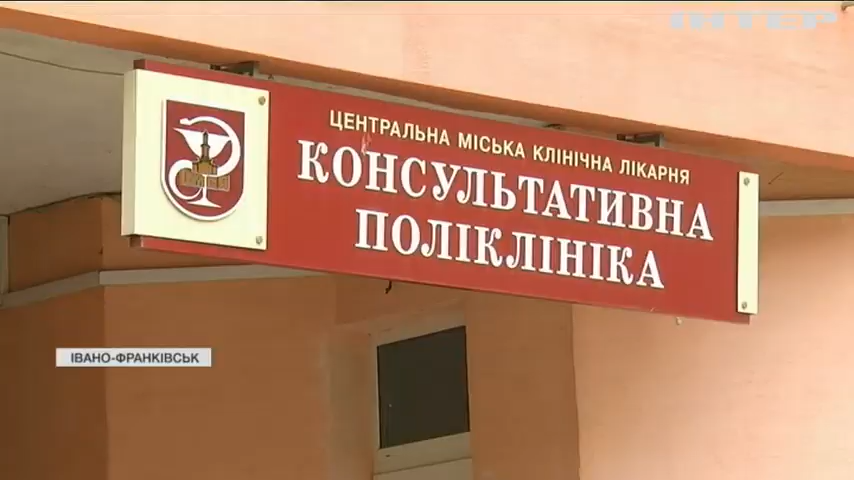 ІНТЕР
ЦЕНТРАЛЬНА МІСЬКА КЛІНІЧНА ЛІКАРНЯ
КОНСУЛЬТАТИВНА
ПОЛІКЛІНІКА
ІВАНО-ФРАНКІВСЬК